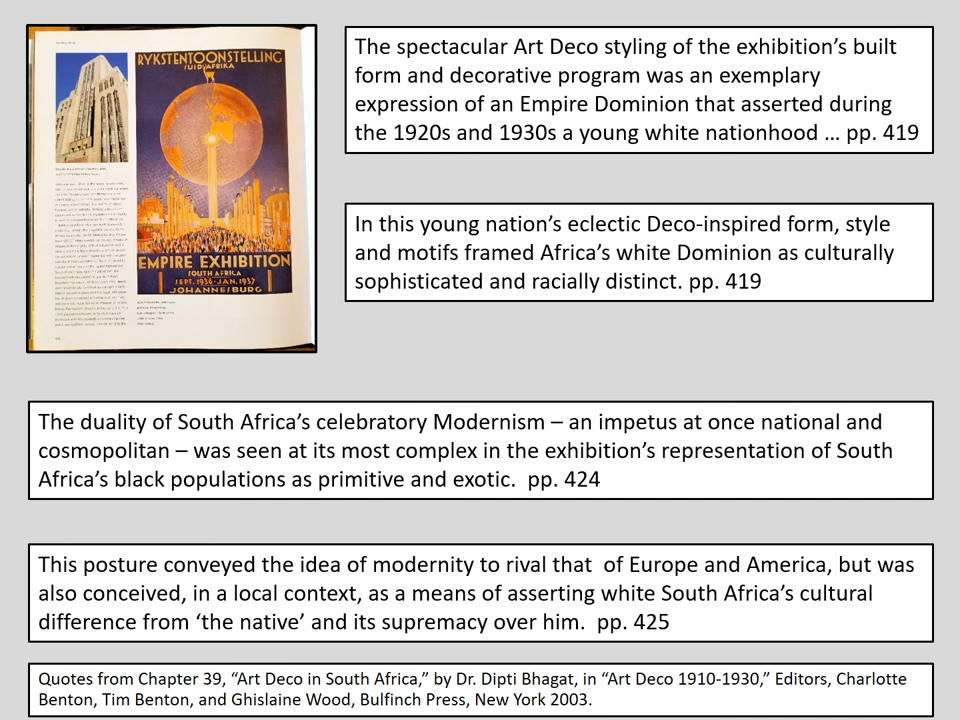 RYKSTENTOONSTELLING
SUID AFRIKA
EMPIRE EXHIBITION
SOUTH AFRICA
SEPT. 1936 - JAN. 1937
JOHANNESBURG
The spectacular Art Deco styling of the exhibition’s built
form and decorative program was an exemplary
expression of an Empire Dominion that asserted during
the 1920s and 1930s a young white nationhood … pp. 419
In this young nation’s eclectic Deco-inspired form, style
and motifs framed Africa’s white Dominion as culturally
sophisticated and racially distinct. pp. 419
The duality of South Africa’s celebratory Modernism – an impetus at once national and
cosmopolitan – was seen at its most complex in the exhibition’s representation of South
Africa’s black populations as primitive and exotic.  pp. 424
This posture conveyed the idea of modernity to rival that  of Europe and America, but was
also conceived, in a local context, as a means of asserting white South Africa’s cultural
difference from ‘the native’ and its supremacy over him.  pp. 425
Quotes from Chapter 39, “Art Deco in South Africa,” by Dr. Dipti Bhagat, in “Art Deco 1910-1930,” Editors, Charlotte
Benton, Tim Benton, and Ghislaine Wood, Bulfinch Press, New York 2003.